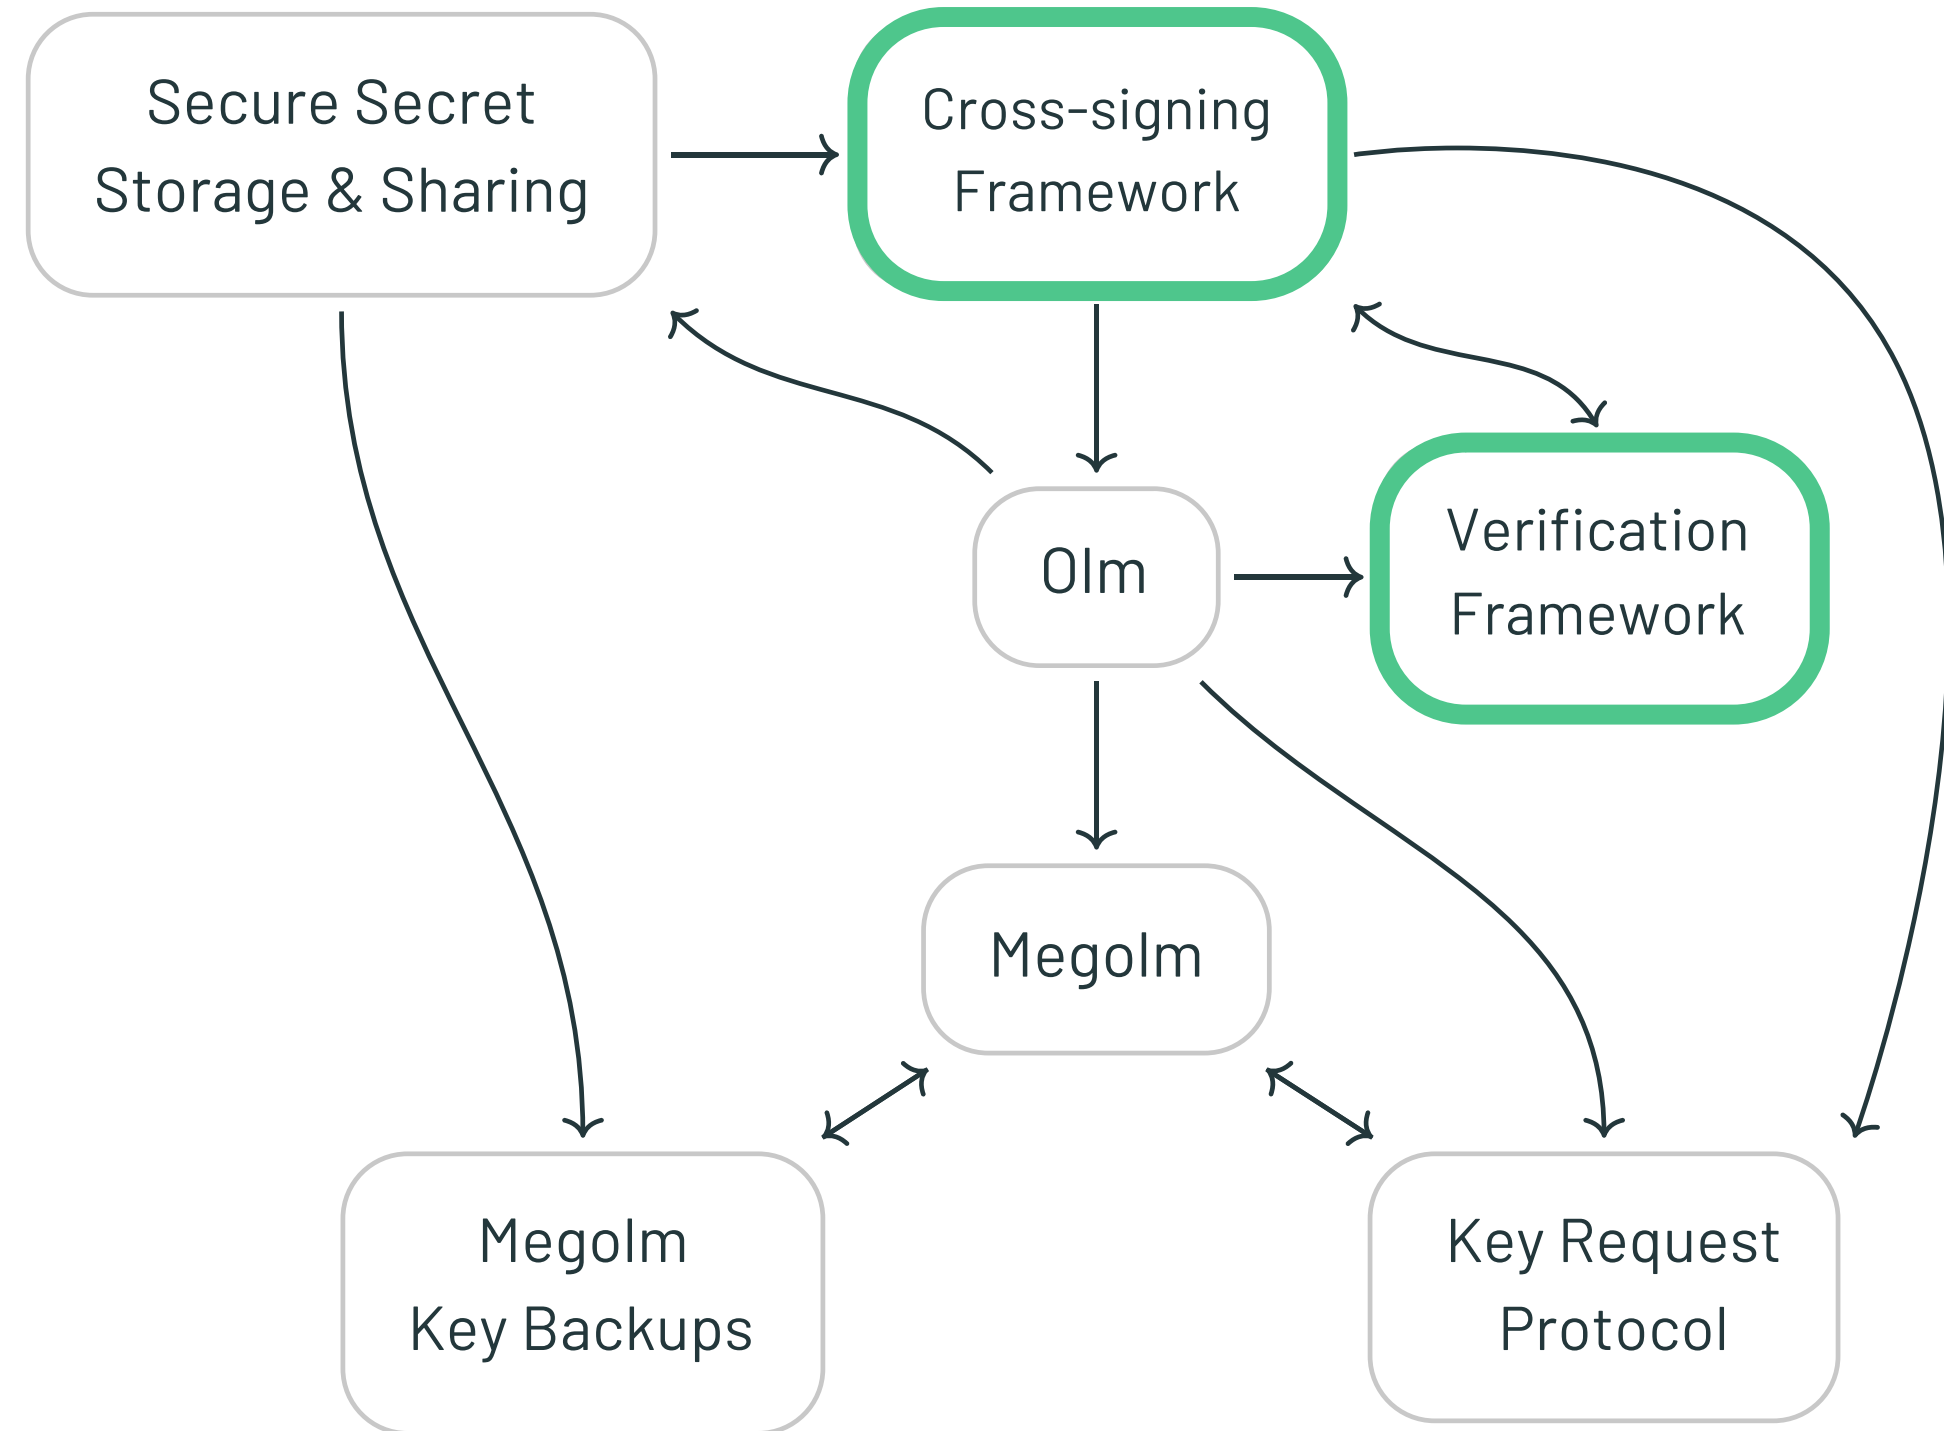 Secure Secret
Storage & Sharing
Cross-signing
Framework
Olm
Verification
Framework
Megolm
Megolm
Key Backups
Key Request
Protocol